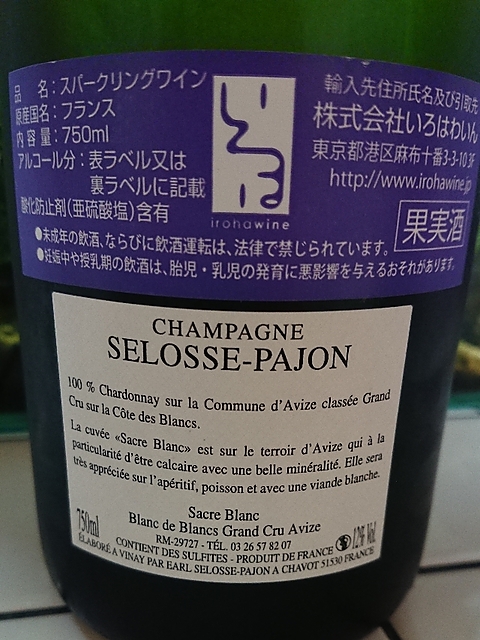 品　名：スパークリングワイン
原産国名：フランス
内容量：750ml
アルコール分：表ラベル又は
裏ラベルに記載
酸化防止剤(亜硫酸塩)含有
いろは
irohawine
輸入先住所氏名及び引取先
株式会社いろはわいん
東京都港区麻布十番3-3-10 3F
http://www.irohawine.jp
果実酒
●未成年の飲酒、ならびに飲酒運転は、法律で禁じられています。
●妊娠中や授乳期の飲酒は、胎児・乳児の発育に悪影響を与えるおそれがあります。
CHAMPAGNE
SELOSSE-PAJON
100 % Chardonnay sur la Commune d'Avize classée Grand
Cru sur la Côte des Blancs.
La cuvée «Sacre Blanc» est sur le terroir d'Avize qui à la
particularité d'être calcaire avec une belle minéralité. Elle sera
très appréciée sur l'apéritif, poisson et avec une viande blanche.
Sacre Blanc
Blanc de Blancs Grand Cru Avize
RM-29727 - TÉL. 03 26 57 82 07
750ml
12% Vol.
CONTIENT DES SULFITES - PRODUIT DE FRANCE
ÉLABORÉ A VINAY PAR EARL SELOSSE-PAJON A CHAVOT 51530 FRANCE